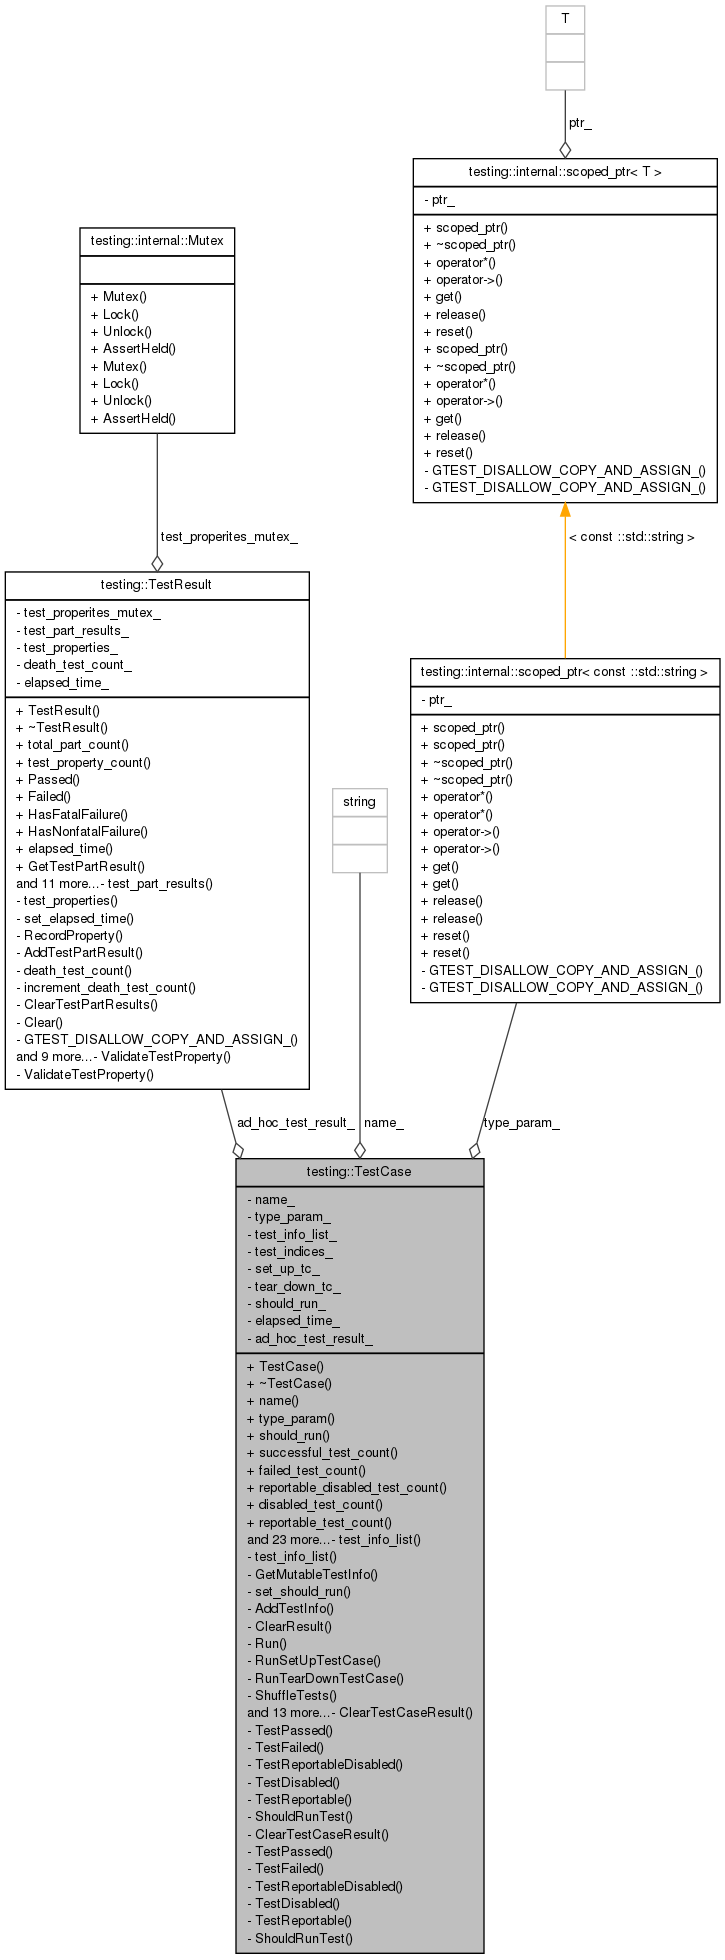 T
ptr_
testing::internal::scoped_ptr< T >
- ptr_
+ scoped_ptr()
+ ~scoped_ptr()
+ operator*()
+ operator->()
+ get()
+ release()
+ reset()
+ scoped_ptr()
+ ~scoped_ptr()
+ operator*()
+ operator->()
+ get()
+ release()
+ reset()
- GTEST_DISALLOW_COPY_AND_ASSIGN_()
- GTEST_DISALLOW_COPY_AND_ASSIGN_()
testing::internal::Mutex
+ Mutex()
+ Lock()
+ Unlock()
+ AssertHeld()
+ Mutex()
+ Lock()
+ Unlock()
+ AssertHeld()
test_properites_mutex_
< const ::std::string >
testing::TestResult
- test_properites_mutex_
- test_part_results_
- test_properties_
- death_test_count_
- elapsed_time_
+ TestResult()
+ ~TestResult()
+ total_part_count()
+ test_property_count()
+ Passed()
+ Failed()
+ HasFatalFailure()
+ HasNonfatalFailure()
+ elapsed_time()
+ GetTestPartResult()
and 11 more...- test_part_results()
- test_properties()
- set_elapsed_time()
- RecordProperty()
- AddTestPartResult()
- death_test_count()
- increment_death_test_count()
- ClearTestPartResults()
- Clear()
- GTEST_DISALLOW_COPY_AND_ASSIGN_()
and 9 more...- ValidateTestProperty()
- ValidateTestProperty()
string
testing::internal::scoped_ptr< const ::std::string >
- ptr_
+ scoped_ptr()
+ scoped_ptr()
+ ~scoped_ptr()
+ ~scoped_ptr()
+ operator*()
+ operator*()
+ operator->()
+ operator->()
+ get()
+ get()
+ release()
+ release()
+ reset()
+ reset()
- GTEST_DISALLOW_COPY_AND_ASSIGN_()
- GTEST_DISALLOW_COPY_AND_ASSIGN_()
ad_hoc_test_result_
name_
type_param_
testing::TestCase
- name_
- type_param_
- test_info_list_
- test_indices_
- set_up_tc_
- tear_down_tc_
- should_run_
- elapsed_time_
- ad_hoc_test_result_
+ TestCase()
+ ~TestCase()
+ name()
+ type_param()
+ should_run()
+ successful_test_count()
+ failed_test_count()
+ reportable_disabled_test_count()
+ disabled_test_count()
+ reportable_test_count()
and 23 more...- test_info_list()
- test_info_list()
- GetMutableTestInfo()
- set_should_run()
- AddTestInfo()
- ClearResult()
- Run()
- RunSetUpTestCase()
- RunTearDownTestCase()
- ShuffleTests()
and 13 more...- ClearTestCaseResult()
- TestPassed()
- TestFailed()
- TestReportableDisabled()
- TestDisabled()
- TestReportable()
- ShouldRunTest()
- ClearTestCaseResult()
- TestPassed()
- TestFailed()
- TestReportableDisabled()
- TestDisabled()
- TestReportable()
- ShouldRunTest()